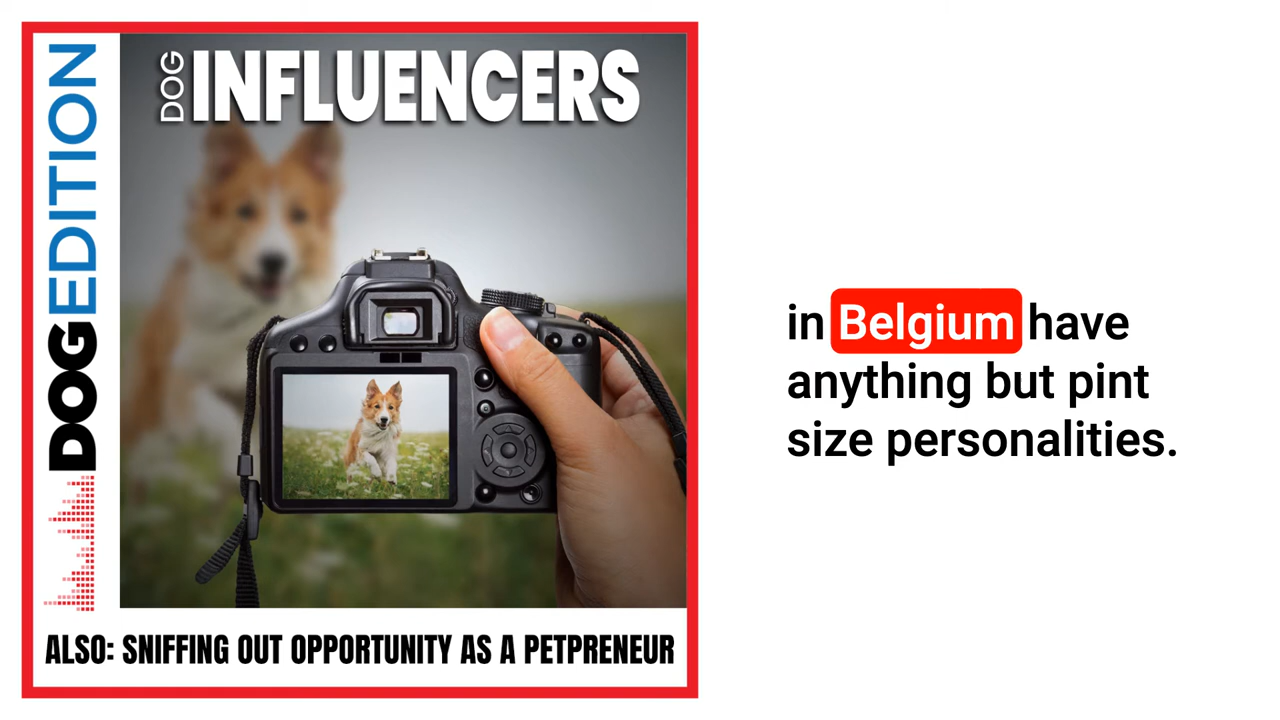 DOGEDITION
DOG INFLUENCERS
ALSO: SNIFFING OUT OPPORTUNITY AS A PETPRENEUR
in Belgium have
anything but pint
size personalities.